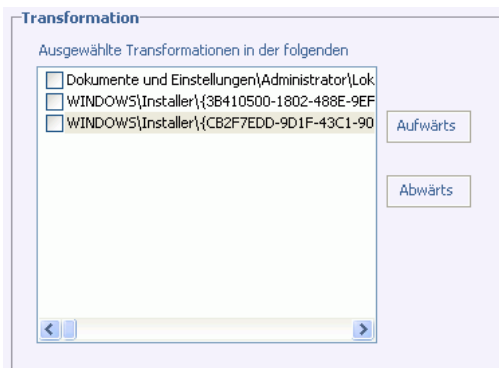 Transformation
Ausgewählte Transformationen in der folgenden
Dokumente und Einstellungen\Administrator\Lok
WINDOWS\Installer\{3B410500-1802-488E-9EF
WINDOWS\Installer\{CB2F7EDD-9D1F-43C1-90
Aufwärts
Abwärts